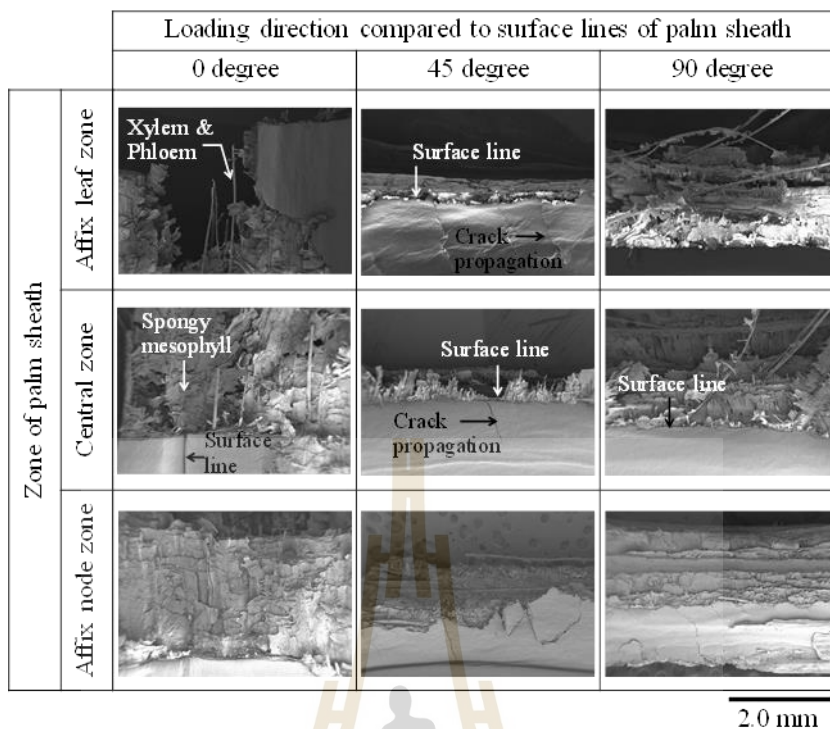 Loading direction compared to surface lines of palm sheath
0 degree
45 degree
90 degree
Zone of palm sheath
Affix leaf zone
Xylem &
Phloem
Surface line
Crack
propagation
Central zone
Spongy
mesophyll
Surface
line
Surface line
Crack
propagation
Surface line
Affix node zone
2.0 mm